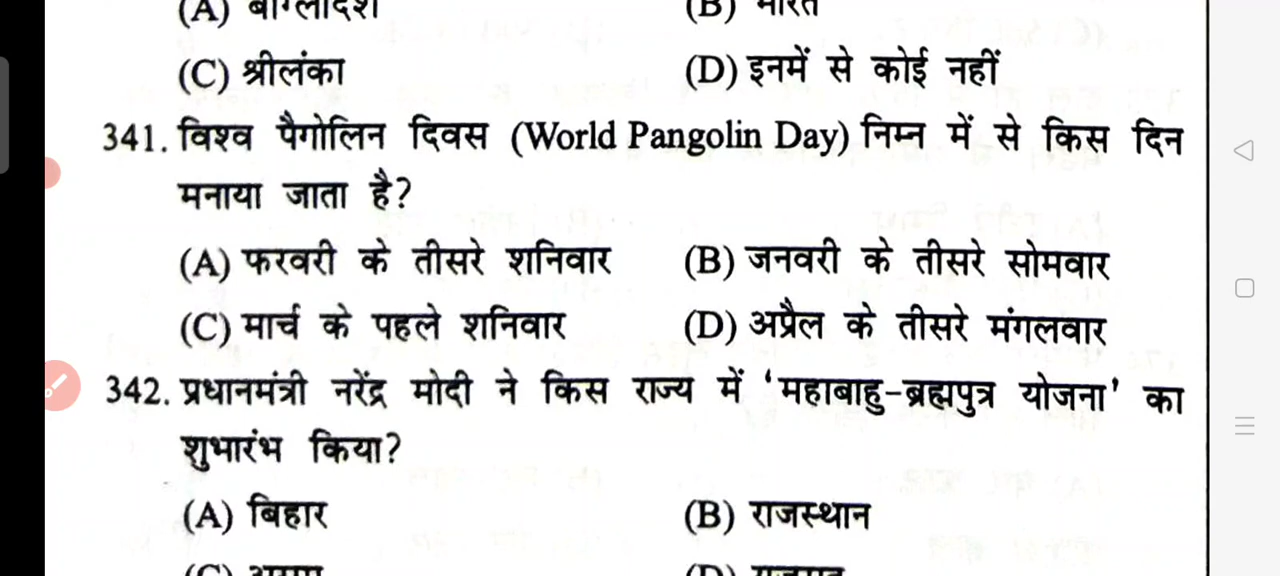 (A) बांग्लादेश (B) भारत
(C) श्रीलंका (D) इनमें से कोई नहीं
341. विश्व पैंगोलिन दिवस (World Pangolin Day) निम्न में से किस दिन
मनाया जाता है?
(A) फरवरी के तीसरे शनिवार (B) जनवरी के तीसरे सोमवार
(C) मार्च के पहले शनिवार (D) अप्रैल के तीसरे मंगलवार
342. प्रधानमंत्री नरेंद्र मोदी ने किस राज्य में 'महाबाहु-ब्रह्मपुत्र योजना' का
शुभारंभ किया?
(A) बिहार (B) राजस्थान
(C) (D)